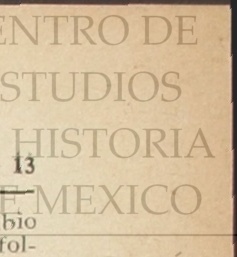 ENTRO DE
STUDIOS
HISTORIA
13
E MEXICO
bio
fol-